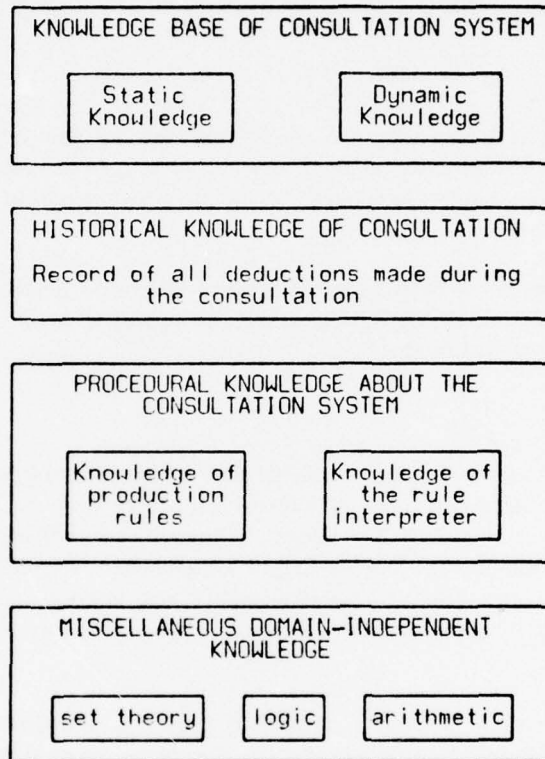 KNOWLEDGE BASE OF CONSULTATION SYSTEM
Static
Knowledge
Dynamic
Knowledge
HISTORICAL KNOWLEDGE OF CONSULTATION
Record of all deductions made during
the consultation
PROCEDURAL KNOWLEDGE ABOUT THE
CONSULTATION SYSTEM
Knowledge of
production
rules
Knowledge of
the rule
interpreter
MISCELLANEOUS DOMAIN-INDEPENDENT
KNOWLEDGE
set theory
logic
arithmetic